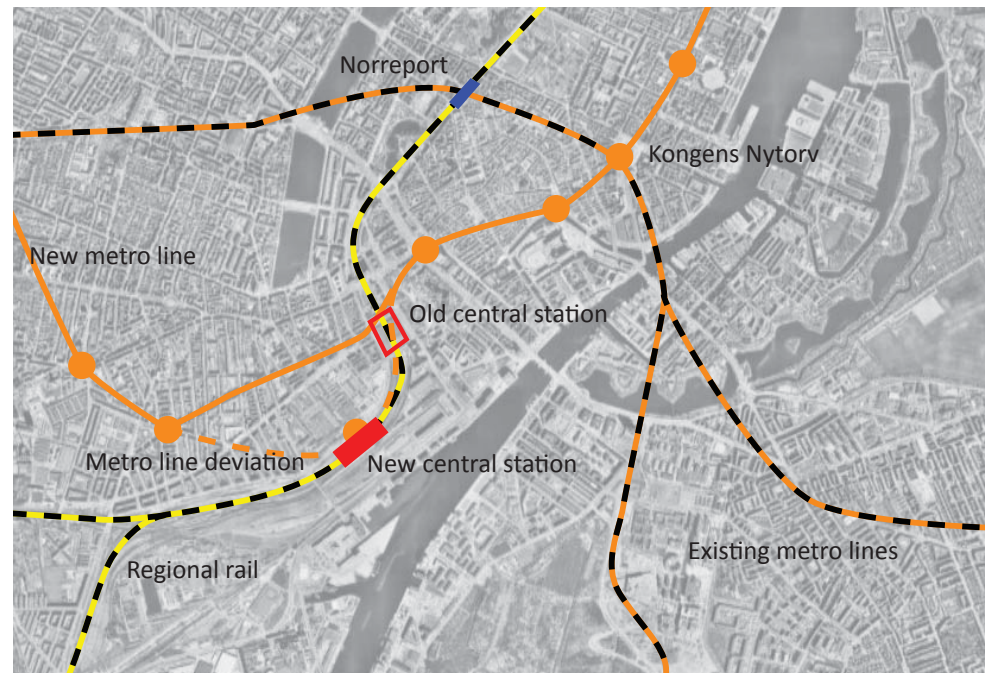 Norreport
Kongens Nytorv
New metro line
Old central station
Metro line deviation
New central station
Existing metro lines
Regional rail